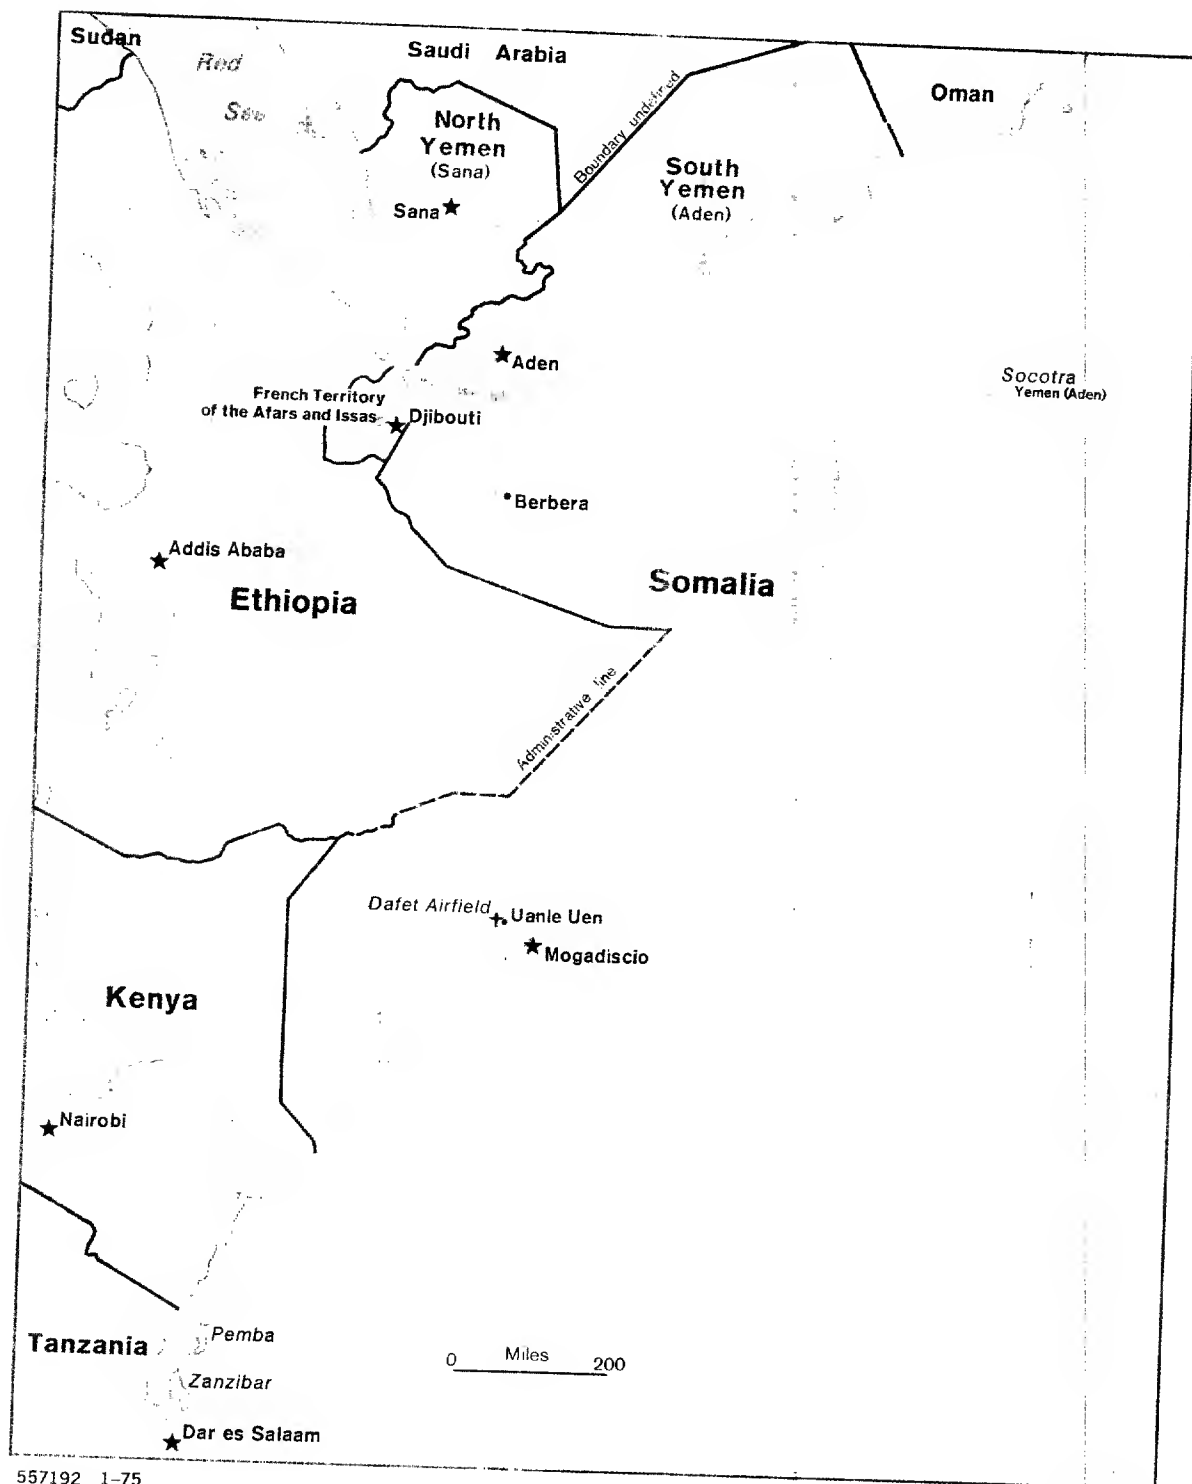 Sudan
Red
Sea
Saudi Arabia
North
Yemen
(Sana)
Sana
Boundary undefined
South
Yemen
(Aden)
Oman
Aden
Socotra
Yemen (Aden)
French Territory
of the Afars and Issas
Djibouti
Berbera
Addis Ababa
Ethiopia
Somalia
Administrative line
Dafet Airfield
Uanle Uen
Mogadiscio
Kenya
Nairobi
Tanzania
Pemba
Zanzibar
Dar es Salaam
0 Miles 200
557192 1-75